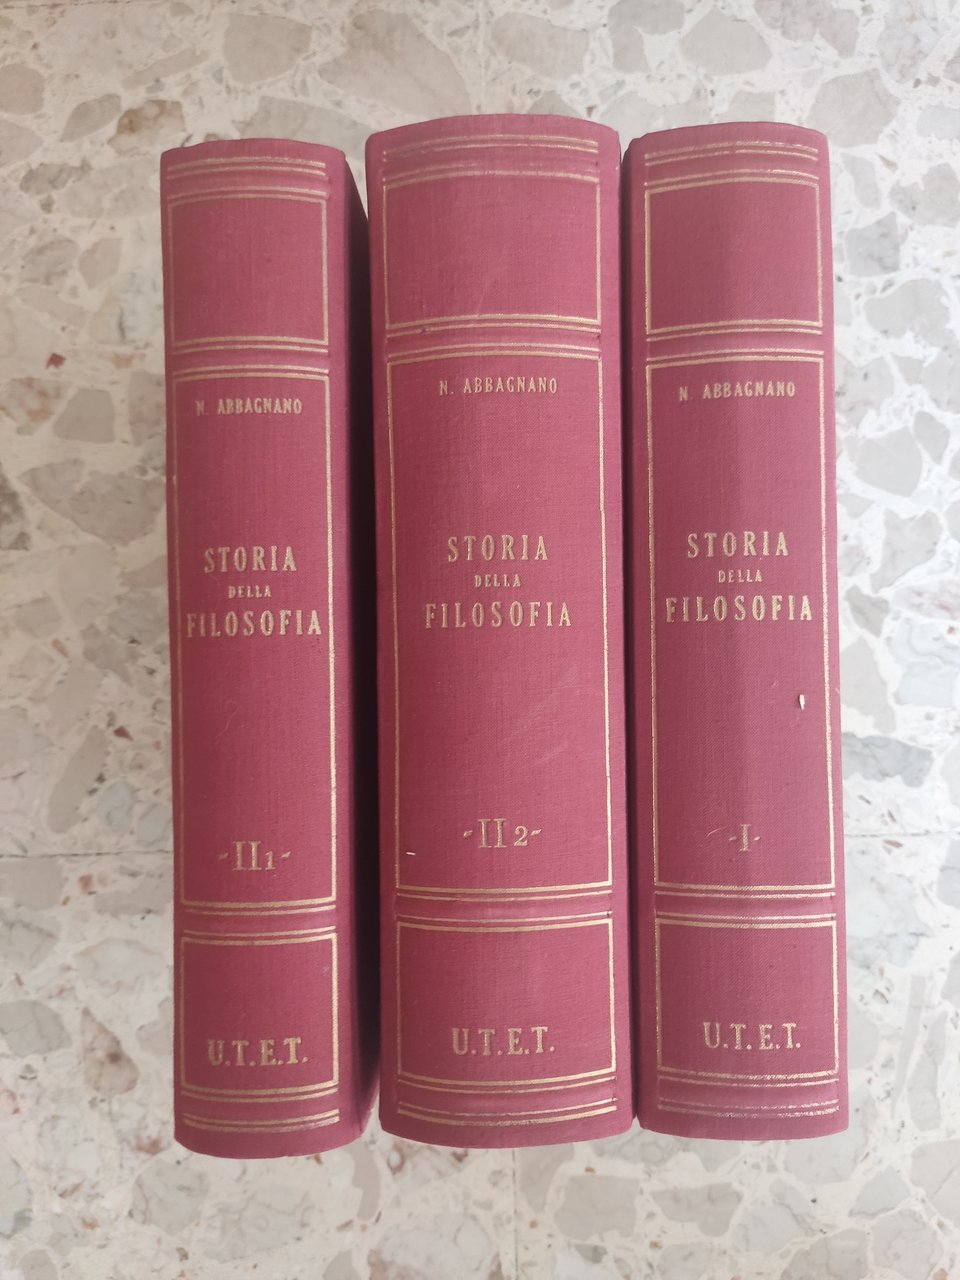 N. ABBAGNANO
STORIA
DELLA
FILOSOFIA
-II1-
U.T.E.T.
N. ABBAGNANO
STORIA
DELLA
FILOSOFIA
-II2-
U.T.E.T.
N. ABBAGNANO
STORIA
DELLA
FILOSOFIA
-I-
U.T.E.T.